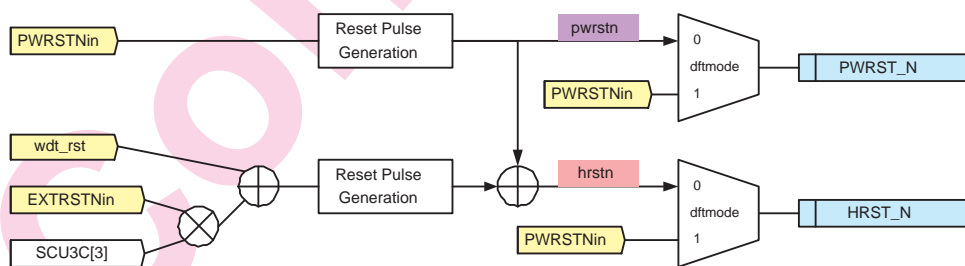 PWRSTNin
Reset Pulse
Generation
pwrstn
0
dftmode
1
PWRSTNin
PWRST_N
wdt_rst
EXTRSTNin
SCU3C[3]
Reset Pulse
Generation
hrstn
0
dftmode
1
PWRSTNin
HRST_N